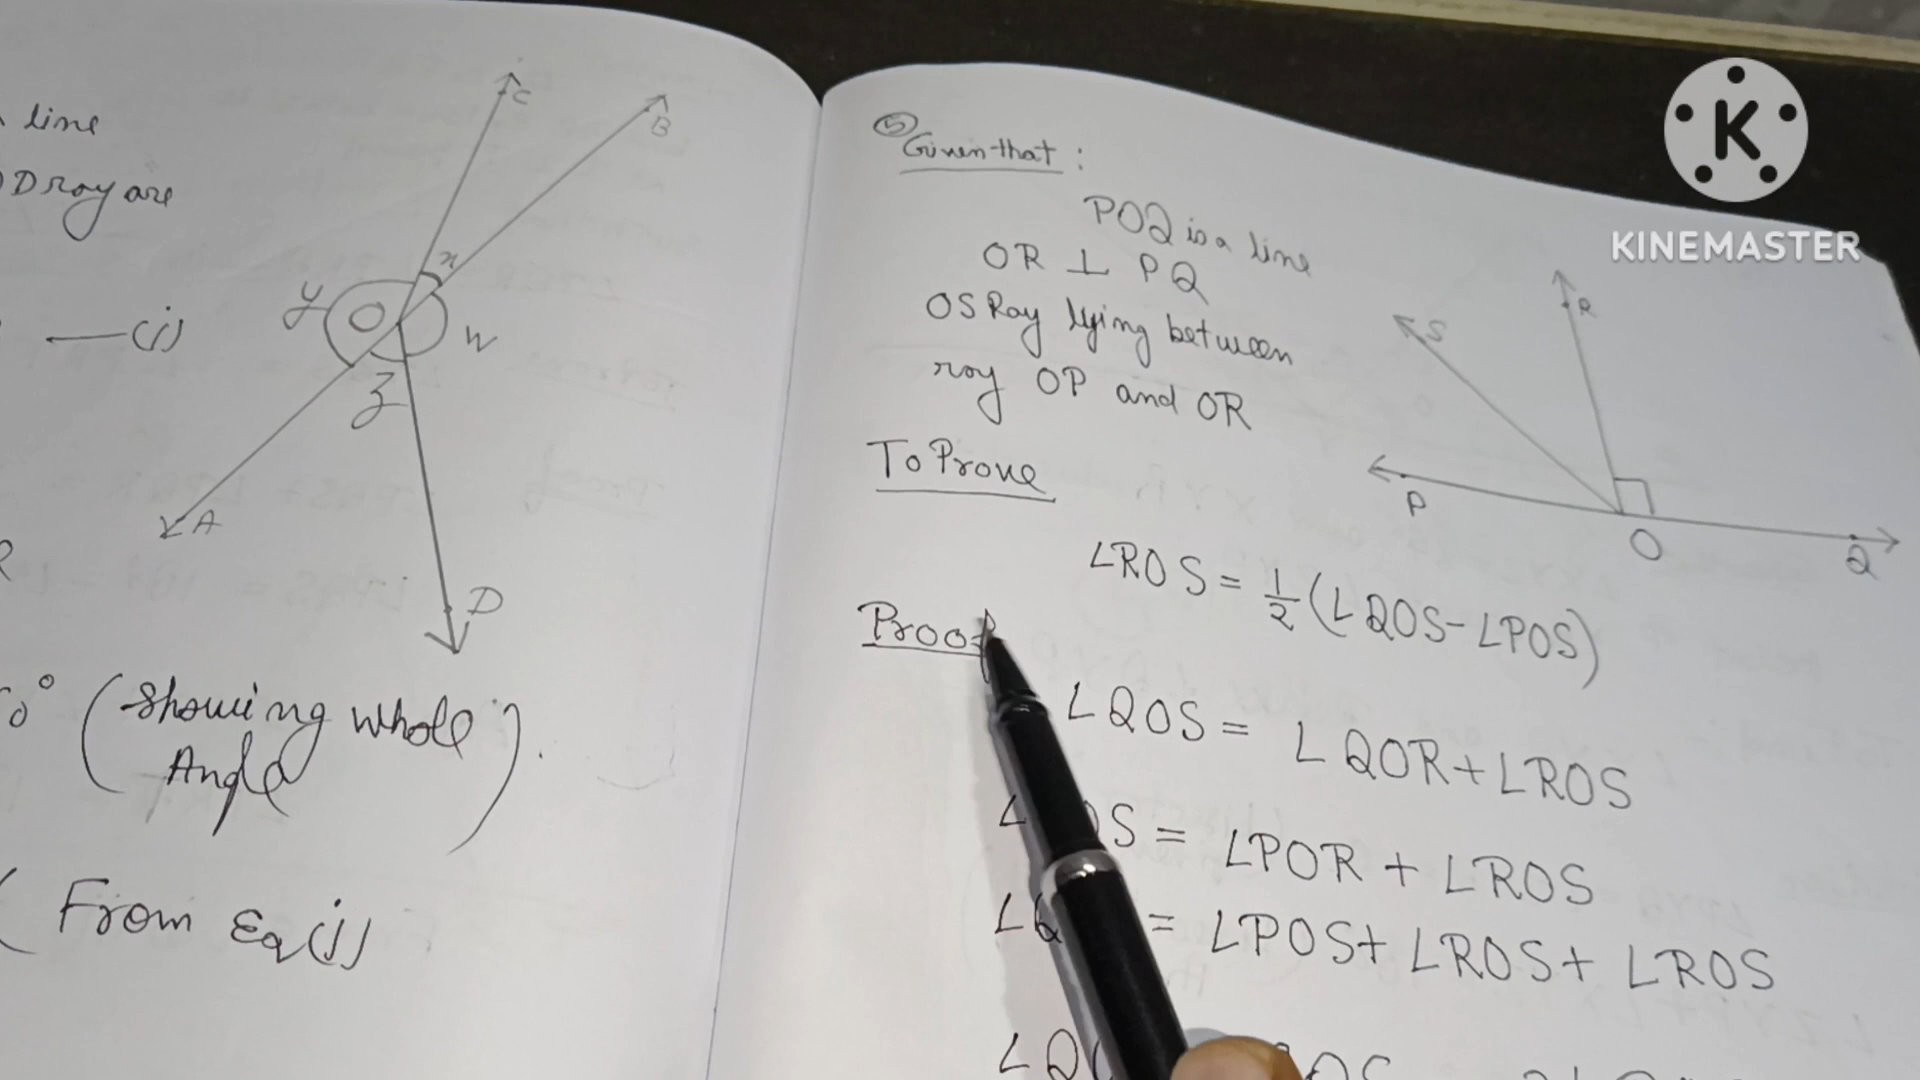 line
D ray are
—(i)
C
B
x
y
O
w
z
A
D
0° (Showing whole
Angle).
( From Eq (i)
⑤
Given that :
POQ is a line
OR ⊥ PQ
OS Ray lying between
ray OP and OR
To Prove
∠ROS = 1/2 (∠QOS - ∠POS)
Proof
∠QOS = ∠QOR + ∠ROS
∠ OS = ∠POR + ∠ROS
∠Q = ∠POS + ∠ROS + ∠ROS
S
R
P
O
Q
K
KINEMASTER